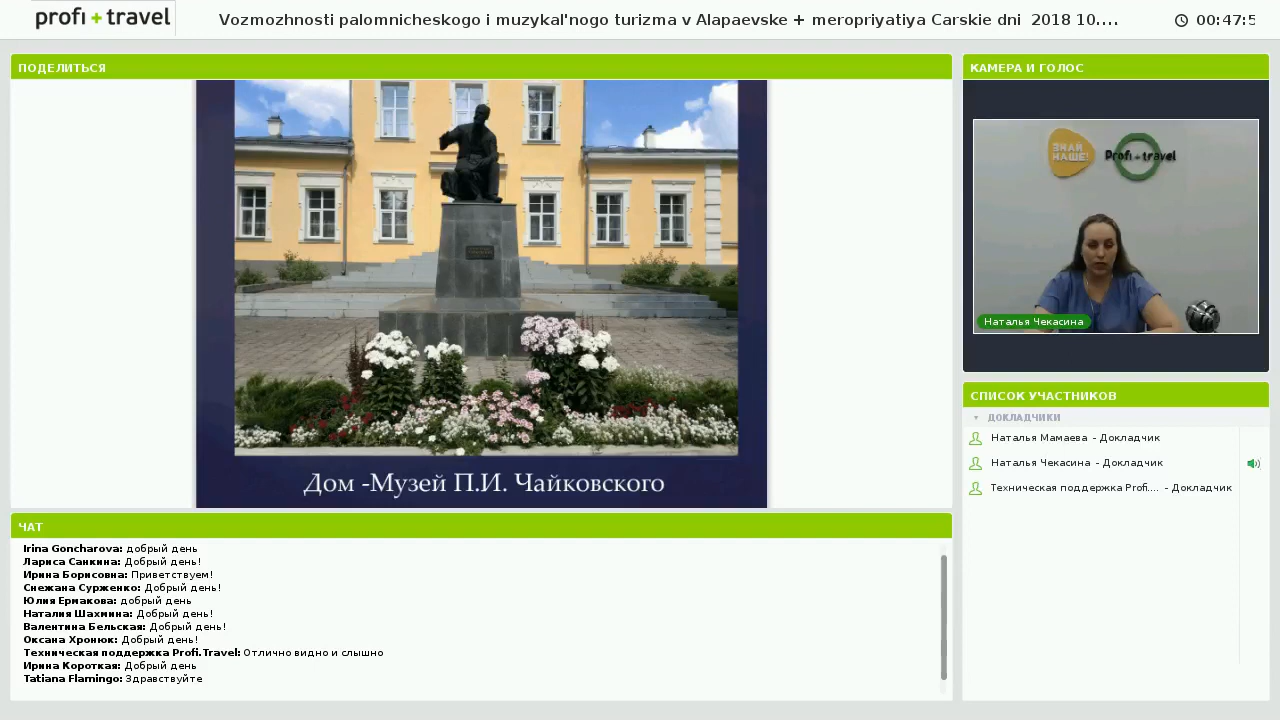 profi + travel
Vozmozhnosti palomnicheskogo i muzykal'nogo turizma v Alapaevske + meropriyatiya Carskie dni 2018 10....
00:47:5
ПОДЕЛИТЬСЯ
Дом -Музей П.И. Чайковского
КАМЕРА И ГОЛОС
ЗНАЙ
НАШЕ!
Profi - travel
Наталья Чекасина
СПИСОК УЧАСТНИКОВ
ДОКЛАДЧИКИ
Наталья Мамаева - Докладчик
Наталья Чекасина - Докладчик
Техническая поддержка Profi.... - Докладчик
ЧАТ
Irina Goncharova: добрый день
Лариса Санкина: Добрый день!
Ирина Борисовна: Приветствуем!
Снежана Сурженко: Добрый день!
Юлия Ермакова: добрый день
Наталия Шахмина: Добрый день!
Валентина Бельская: Добрый день!
Оксана Хронюк: Добрый день!
Техническая поддержка Profi.Travel: Отлично видно и слышно
Ирина Короткая: Добрый день
Tatiana Flamingo: Здравствуйте